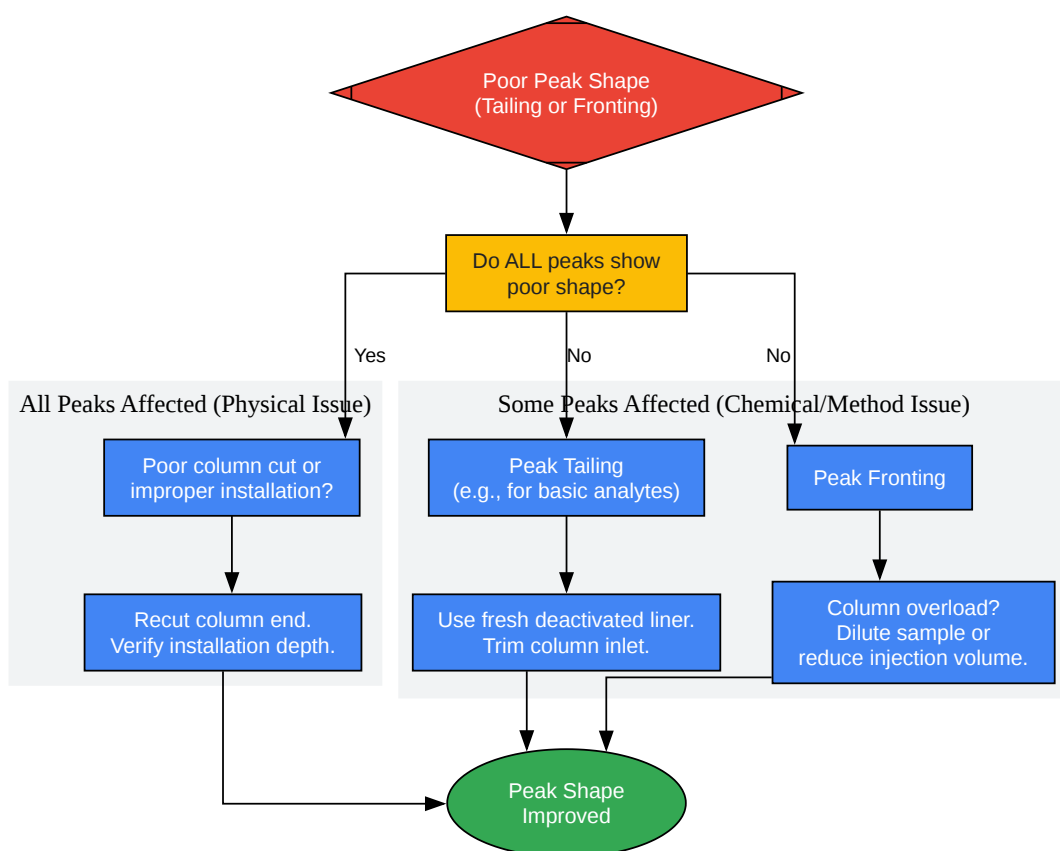 Poor Peak Shape
(Tailing or Fronting)
Do ALL peaks show
poor shape?
Yes
No
No
All Peaks Affected (Physical Issue)
Some Peaks Affected (Chemical/Method Issue)
Poor column cut or
improper installation?
Peak Tailing
(e.g., for basic analytes)
Peak Fronting
Recut column end.
Verify installation depth.
Use fresh deactivated liner.
Trim column inlet.
Column overload?
Dilute sample or
reduce injection volume.
Peak Shape
Improved